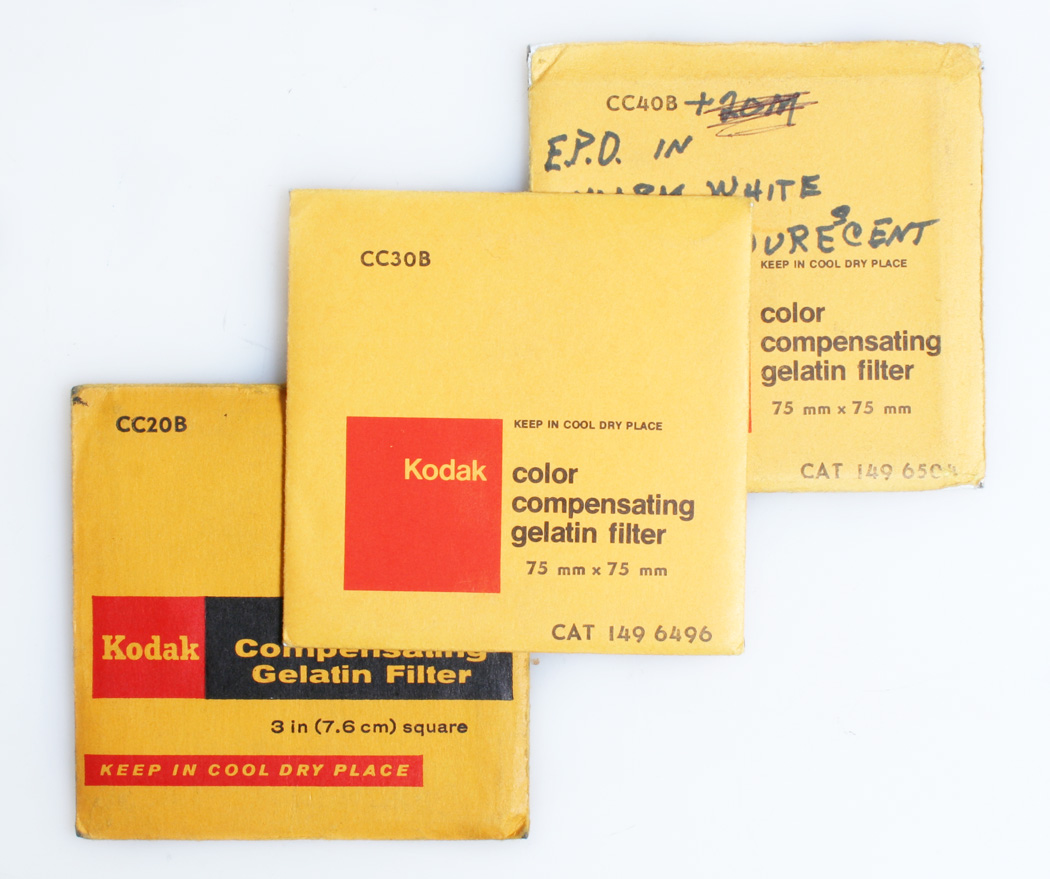 CC40B + 20M
E.P.D. IN
WHITE
KEEP IN COOL DRY PLACE
color
compensating
gelatin filter
75 mm x 75 mm
CAT 149 650
CC30B
Kodak
KEEP IN COOL DRY PLACE
color
compensating
gelatin filter
75 mm x 75 mm
CAT 149 6496
CC20B
Kodak
Compensating
Gelatin Filter
3 in (7.6 cm) square
KEEP IN COOL DRY PLACE